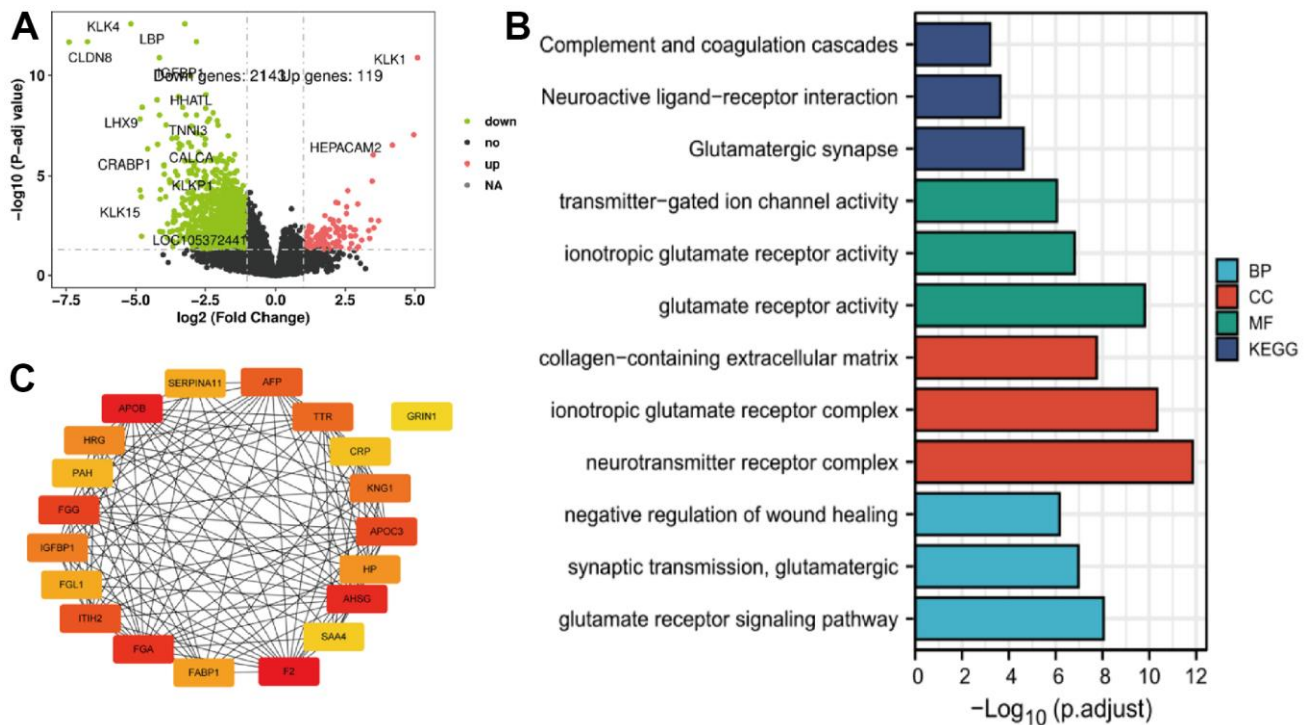 A
KLK4
LBP
CLDN8
KLK1
Down genes: 2143
Up genes: 119
IGFBP1
HHATL
LHX9
TNNI3
HEPACAM2
CRABP1
CALCA
KLKP1
KLK15
LOC105372441
10
5
0
−log10 (P−adj value)
−7.5
−5.0
−2.5
0.0
2.5
5.0
log2 (Fold Change)
down
no
up
NA
B
Complement and coagulation cascades
Neuroactive ligand−receptor interaction
Glutamatergic synapse
transmitter−gated ion channel activity
ionotropic glutamate receptor activity
glutamate receptor activity
collagen−containing extracellular matrix
ionotropic glutamate receptor complex
neurotransmitter receptor complex
negative regulation of wound healing
synaptic transmission, glutamatergic
glutamate receptor signaling pathway
0 2 4 6 8 10 12
−Log10 (p.adjust)
BP
CC
MF
KEGG
C
SERPINA11
AFP
APOB
TTR
GRIN1
HRG
CRP
PAH
KNG1
FGG
APOC3
IGFBP1
HP
FGL1
AHSG
ITIH2
SAA4
FGA
FABP1
F2